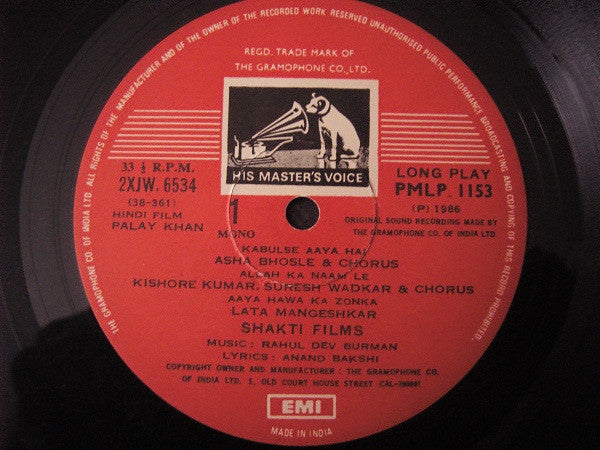 THE GRAMOPHONE CO. OF INDIA LTD. ALL RIGHTS OF THE MANUFACTURER AND OF THE OWNER OF THE RECORDED WORK RESERVED UNAUTHORISED PUBLIC PERFORMANCE BROADCASTING AND COPYING OF THIS RECORD PROHIBITED.
REGD. TRADE MARK OF
THE GRAMOPHONE CO., LTD.
HIS MASTER'S VOICE
33 ⅓ R.P.M.
2XJW. 6534
(38-361)
HINDI FILM
PALAY KHAN
1
MONO
LONG PLAY
PMLP. 1153
(P) 1986
ORIGINAL SOUND RECORDING MADE BY
THE GRAMOPHONE CO. OF INDIA LTD.
KABULSE AAYA HAI
ASHA BHOSLE & CHORUS
ALLAH KA NAAM LE
KISHORE KUMAR, SURESH WADKAR & CHORUS
AAYA HAWA KA ZONKA
LATA MANGESHKAR
SHAKTI FILMS
MUSIC : RAHUL DEV BURMAN
LYRICS : ANAND BAKSHI
COPYRIGHT OWNER AND MANUFACTURER : THE GRAMOPHONE CO.
OF INDIA LTD. 5, OLD COURT HOUSE STREET CAL-700001
EMI
MADE IN INDIA